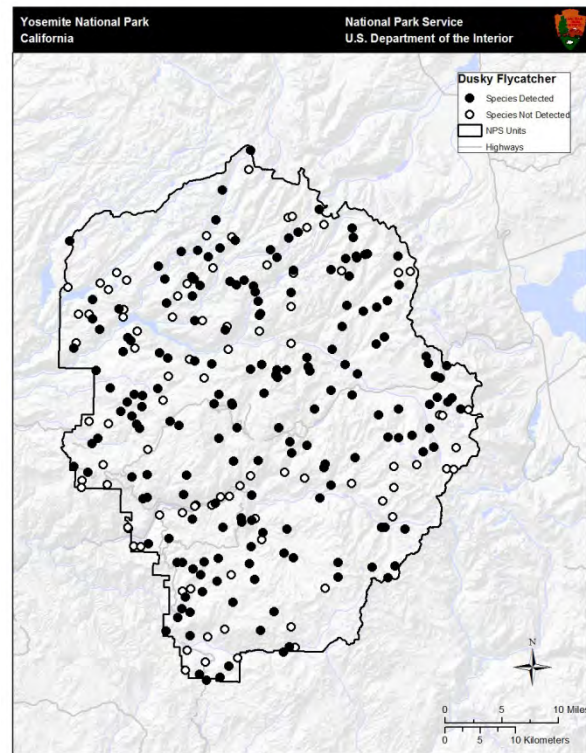 Yosemite National Park
California
National Park Service
U.S. Department of the Interior
Dusky Flycatcher
Species Detected
Species Not Detected
NPS Units
Highways
N
0 5 10 Miles
0 5 10 Kilometers